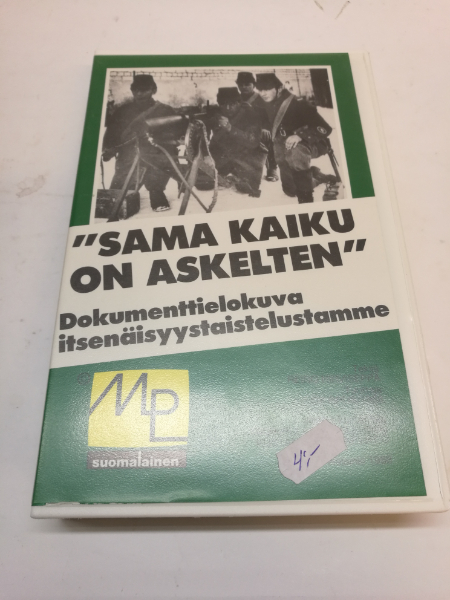 "SAMA KAIKU
ON ASKELTEN"
Dokumenttielokuva
itsenäisyystaistelustamme
MPL
suomalainen
4,-